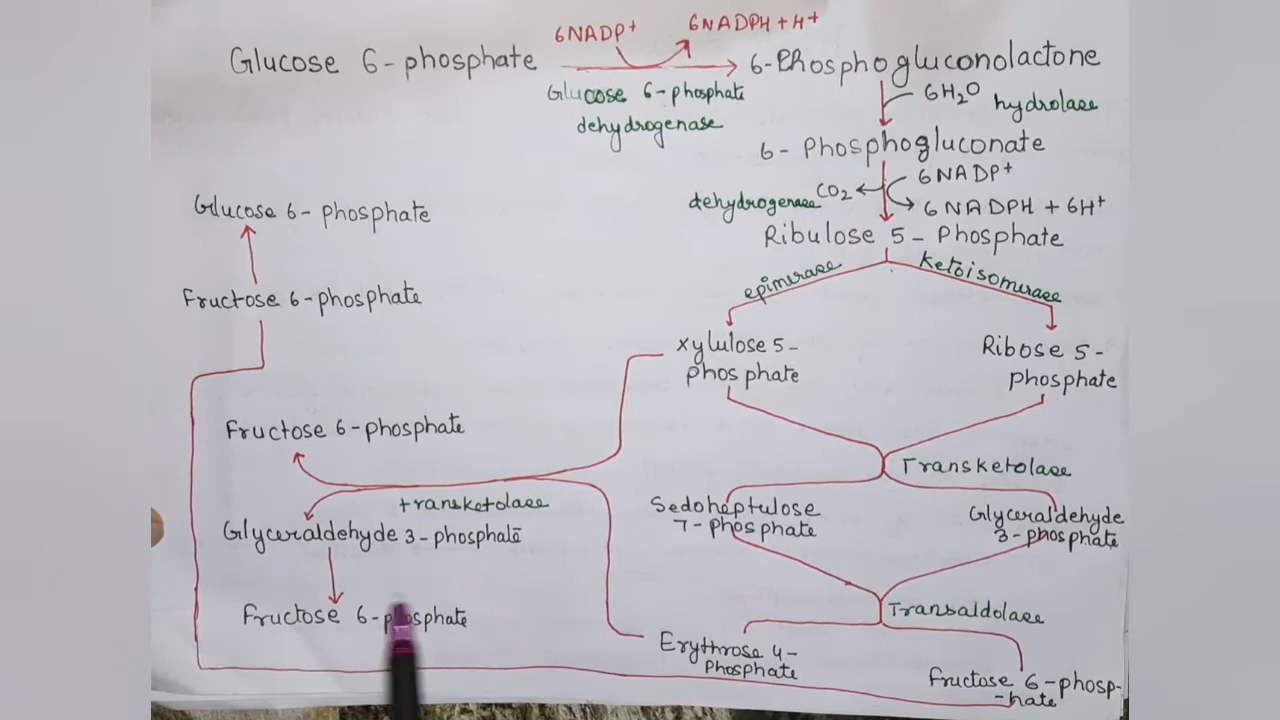 6NADP+
6NADPH + H+
Glucose 6-phosphate
6-Phosphogluconolactone
Glucose 6-phosphate
dehydrogenase
6H2O
hydrolase
6- Phosphogluconate
6NADP+
CO2
dehydrogenase
6 NADPH + 6H+
Glucose 6- Phosphate
Ribulose 5- Phosphate
epimerase
ketoisomerase
Fructose 6-phosphate
Xylulose 5-
phosphate
Ribose 5-
phosphate
Fructose 6-phosphate
Transketolase
transketolase
Sedoheptulose
7-phosphate
Glyceraldehyde
3-phosphate
Glyceraldehyde 3-phosphate
Fructose 6-phosphate
Transaldolase
Erythrose 4-
Phosphate
fructose 6-phosp-
-hate